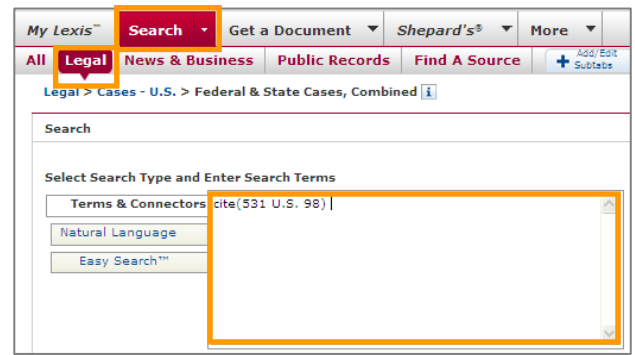 My Lexis™ Search Get a Document Shepard's® More
All Legal News & Business Public Records Find A Source + Add/Edit Subtabs
Legal > Cases - U.S. > Federal & State Cases, Combined i
Search
Select Search Type and Enter Search Terms
Terms & Connectors cite(531 U.S. 98)
Natural Language
Easy Search™